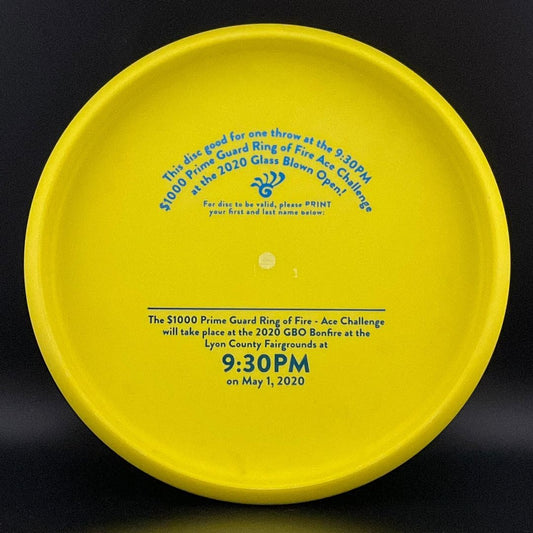 This disc good for one throw at the 9:30PM
$1000 Prime Guard Ring of Fire Ace Challenge
at the 2020 Glass Blown Open!
For disc to be valid, please PRINT
your first and last name below:
1
The $1000 Prime Guard Ring of Fire - Ace Challenge
will take place at the 2020 GBO Bonfire at the
Lyon County Fairgrounds at
9:30PM
on May 1, 2020